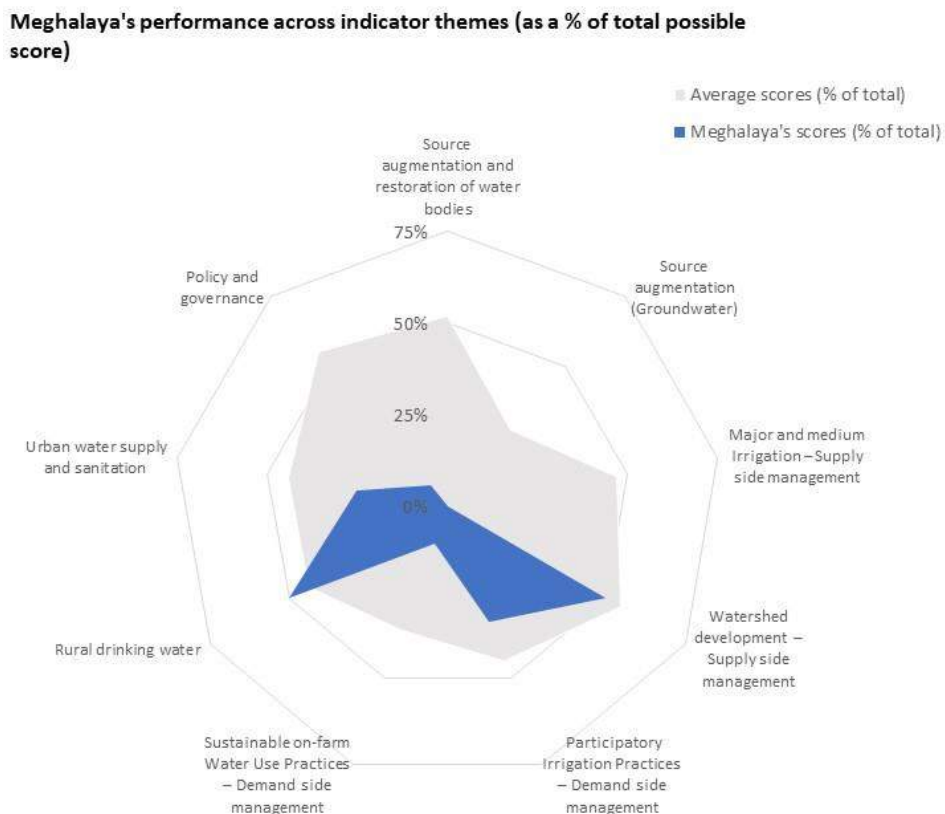 Meghalaya's performance across indicator themes (as a % of total possible
score)
Average scores (% of total)
Meghalaya's scores (% of total)
Source
augmentation and
restoration of water
bodies
75%
50%
25%
0%
Source
augmentation
(Groundwater)
Major and medium
Irrigation – Supply
side management
Watershed
development –
Supply side
management
Participatory
Irrigation Practices
– Demand side
management
Sustainable on-farm
Water Use Practices
– Demand side
management
Rural drinking water
Urban water supply
and sanitation
Policy and
governance